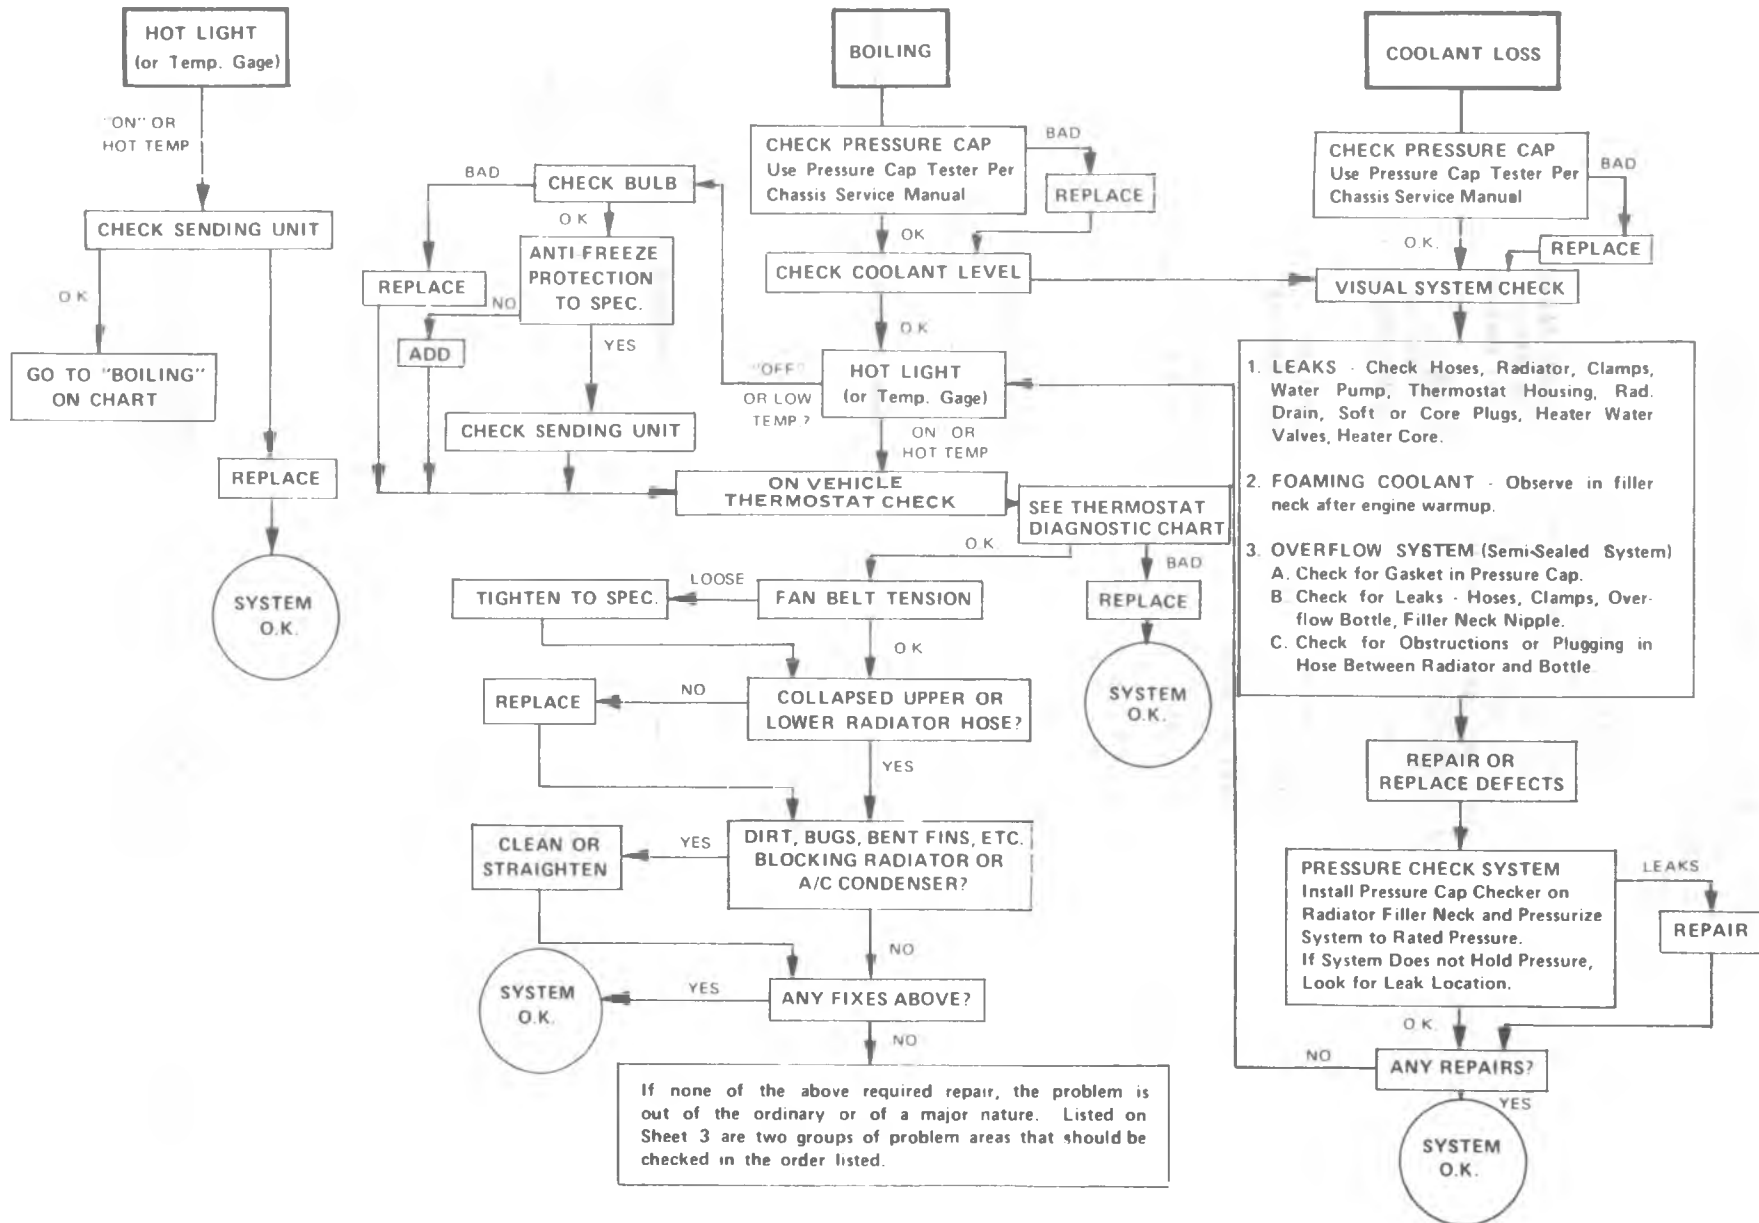 HOT LIGHT
(or Temp. Gage)
"ON" OR
HOT TEMP
CHECK SENDING UNIT
O K
GO TO "BOILING"
ON CHART
REPLACE
SYSTEM
O.K.
BOILING
CHECK PRESSURE CAP
Use Pressure Cap Tester Per
Chassis Service Manual
BAD
REPLACE
OK
CHECK COOLANT LEVEL
O.K.
HOT LIGHT
(or Temp. Gage)
"OFF"
OR LOW
TEMP?
ON" OR
HOT TEMP
CHECK BULB
BAD
REPLACE
O K
ANTI-FREEZE
PROTECTION
TO SPEC.
NO
ADD
YES
CHECK SENDING UNIT
ON VEHICLE
THERMOSTAT CHECK
SEE THERMOSTAT
DIAGNOSTIC CHART
O.K.
BAD
REPLACE
SYSTEM
O.K.
FAN BELT TENSION
LOOSE
TIGHTEN TO SPEC.
O K
COLLAPSED UPPER OR
LOWER RADIATOR HOSE?
NO
REPLACE
YES
DIRT, BUGS, BENT FINS, ETC.
BLOCKING RADIATOR OR
A/C CONDENSER?
YES
CLEAN OR
STRAIGHTEN
NO
ANY FIXES ABOVE?
YES
SYSTEM
O.K.
NO
If none of the above required repair, the problem is
out of the ordinary or of a major nature. Listed on
Sheet 3 are two groups of problem areas that should be
checked in the order listed.
COOLANT LOSS
CHECK PRESSURE CAP
Use Pressure Cap Tester Per
Chassis Service Manual
BAD
REPLACE
O.K.
VISUAL SYSTEM CHECK
1. LEAKS - Check Hoses, Radiator, Clamps,
Water Pump, Thermostat Housing, Rad.
Drain, Soft or Core Plugs, Heater Water
Valves, Heater Core.
2. FOAMING COOLANT - Observe in filler
neck after engine warmup.
3. OVERFLOW SYSTEM (Semi-Sealed System)
A. Check for Gasket in Pressure Cap.
B. Check for Leaks - Hoses, Clamps, Over-
flow Bottle, Filler Neck Nipple.
C. Check for Obstructions or Plugging in
Hose Between Radiator and Bottle
REPAIR OR
REPLACE DEFECTS
PRESSURE CHECK SYSTEM
Install Pressure Cap Checker on
Radiator Filler Neck and Pressurize
System to Rated Pressure.
If System Does not Hold Pressure,
Look for Leak Location.
LEAKS
REPAIR
O.K.
ANY REPAIRS?
NO
YES
SYSTEM
O.K.